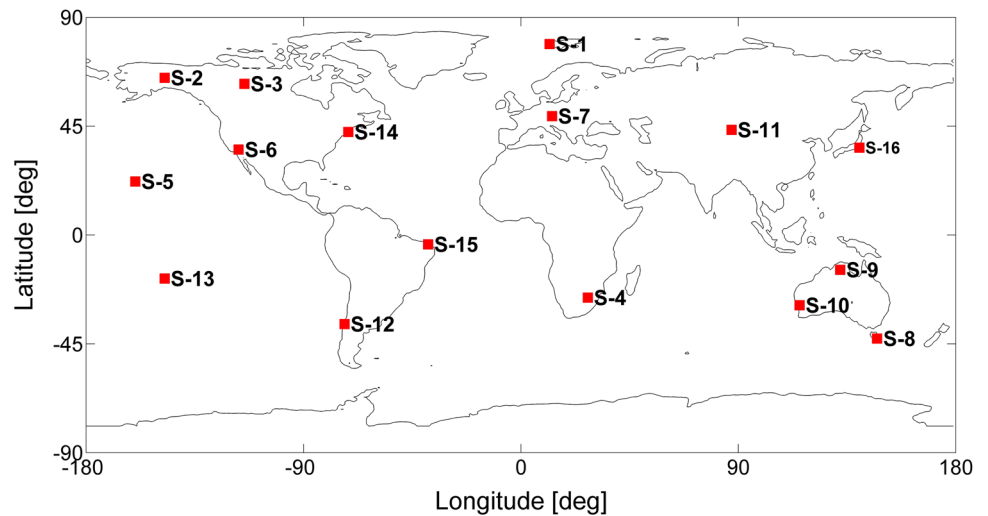 90
S-1
S-2
S-3
S-7
45
S-14
S-11
S-6
S-16
S-5
Latitude [deg]
0
S-15
S-13
S-9
S-4
S-10
S-12
S-8
-45
-90
-180
-90
0
90
180
Longitude [deg]